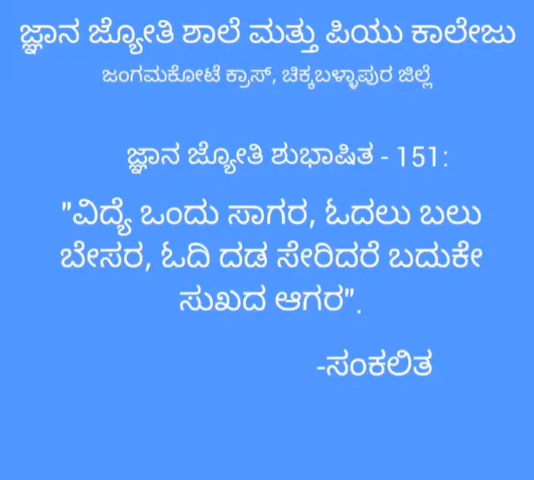 ಜ್ಞಾನ ಜ್ಯೋತಿ ಶಾಲೆ ಮತ್ತು ಪಿಯು ಕಾಲೇಜು
ಜಂಗಮಕೋಟೆ ಕ್ರಾಸ್, ಚಿಕ್ಕಬಳ್ಳಾಪುರ ಜಿಲ್ಲೆ
ಜ್ಞಾನ ಜ್ಯೋತಿ ಶುಭಾಷಿತ - 151:
"ವಿದ್ಯೆ ಒಂದು ಸಾಗರ, ಓದಲು ಬಲು
ಬೇಸರ, ಓದಿ ದಡ ಸೇರಿದರೆ ಬದುಕೇ
ಸುಖದ ಆಗರ".
-ಸಂಕಲಿತ